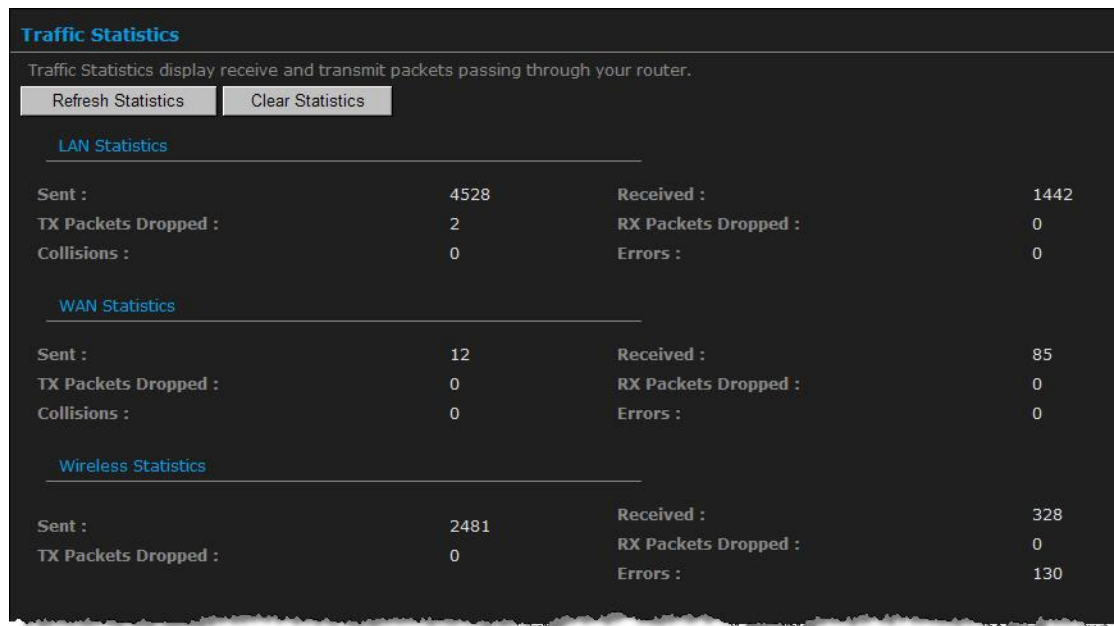 Traffic Statistics
Traffic Statistics display receive and transmit packets passing through your router.
Refresh Statistics Clear Statistics
LAN Statistics
Sent : 4528 Received : 1442
TX Packets Dropped : 2 RX Packets Dropped : 0
Collisions : 0 Errors : 0
WAN Statistics
Sent : 12 Received : 85
TX Packets Dropped : 0 RX Packets Dropped : 0
Collisions : 0 Errors : 0
Wireless Statistics
Sent : 2481
TX Packets Dropped : 0
Received : 328
RX Packets Dropped : 0
Errors : 130